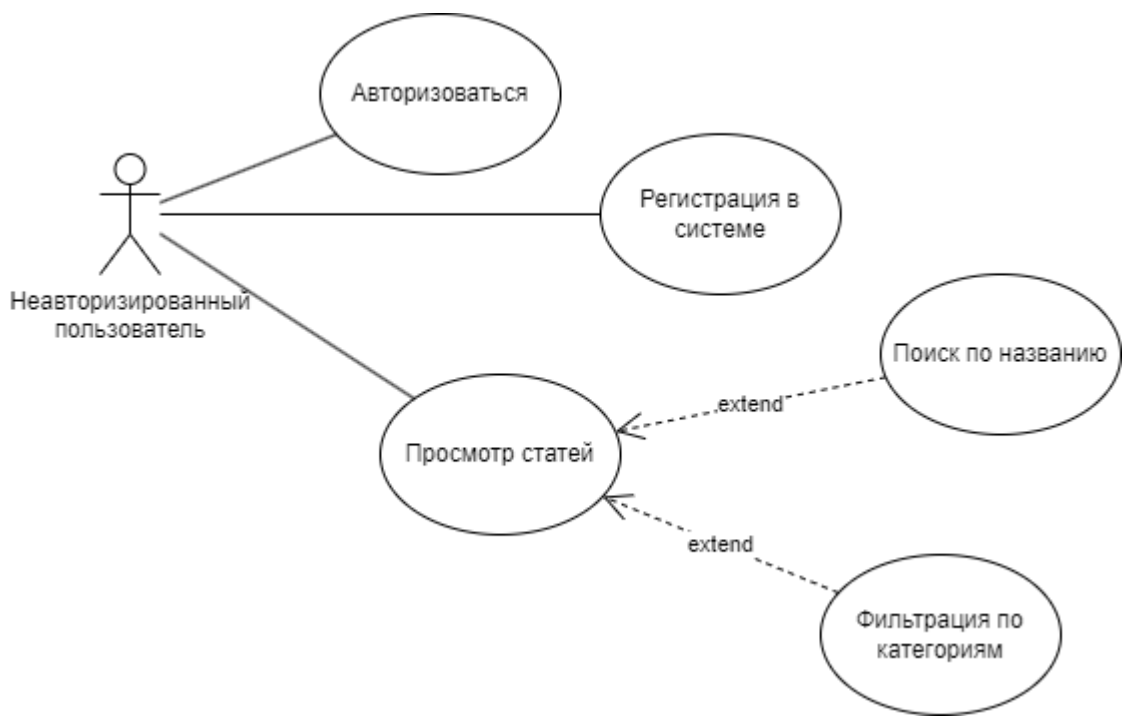 Авторизоваться
Регистрация в
системе
Неавторизированный
пользователь
Поиск по названию
extend
Просмотр статей
extend
Фильтрация по
категориям